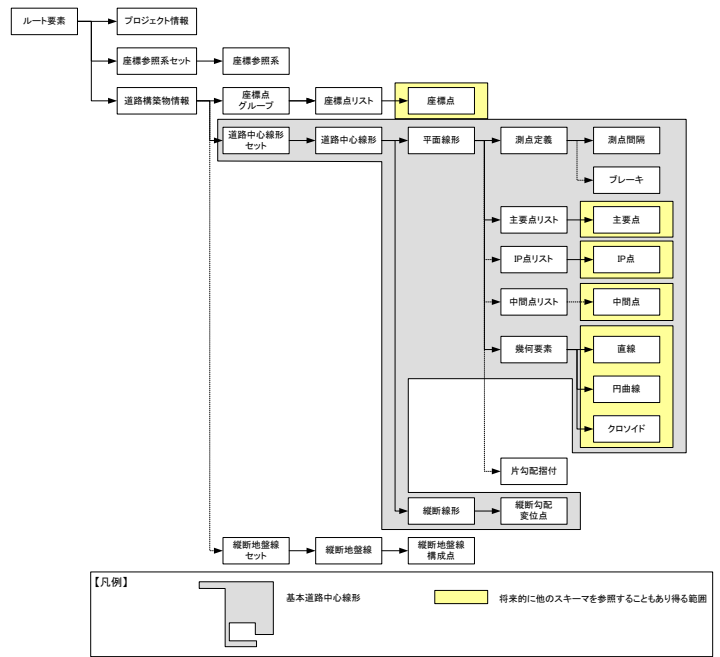 ルート要素
プロジェクト情報
座標参照系セット
座標参照系
道路構築物情報
座標点
グループ
座標点リスト
座標点
道路中心線形
セット
道路中心線形
平面線形
測点定義
測点間隔
ブレーキ
主要点リスト
主要点
IP点リスト
IP点
中間点リスト
中間点
幾何要素
直線
円曲線
クロソイド
片勾配摺付
縦断線形
縦断勾配
変位点
縦断地盤線
セット
縦断地盤線
縦断地盤線
構成点
【凡例】
基本道路中心線形
将来的に他のスキーマを参照することもあり得る範囲